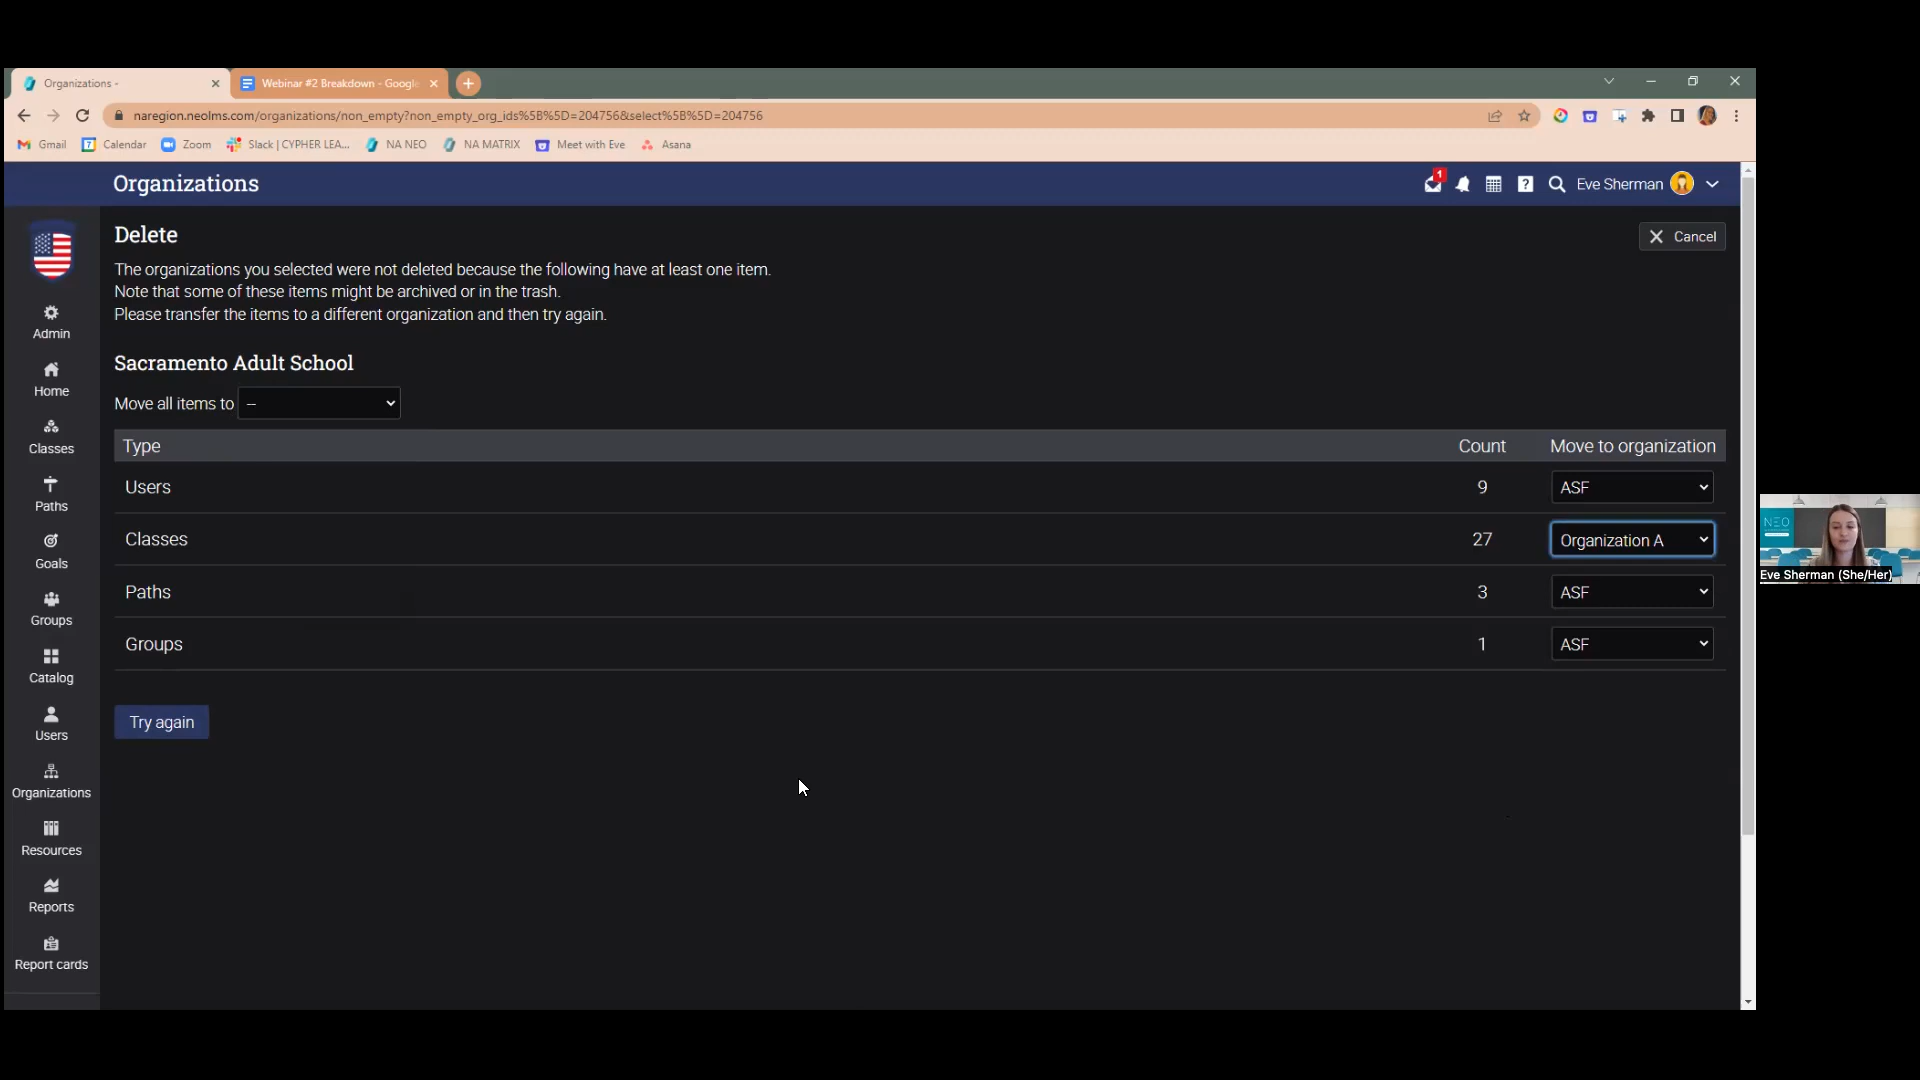 Organizations -
Webinar #2 Breakdown - Google
naregion.neolms.com/organizations/non_empty?non_empty_org_ids%5B%5D=204756&select%5B%5D=204756
Gmail
7
Calendar
Zoom
Slack | CYPHER LEA...
NA NEO
NA MATRIX
Meet with Eve
Asana
Organizations
1
Eve Sherman
Delete
Cancel
The organizations you selected were not deleted because the following have at least one item.
Note that some of these items might be archived or in the trash.
Please transfer the items to a different organization and then try again.
Sacramento Adult School
Move all items to --
Type Count Move to organization
Users 9 ASF
Classes 27 Organization A
Paths 3 ASF
Groups 1 ASF
Try again
Admin
Home
Classes
Paths
Goals
Groups
Catalog
Users
Organizations
Resources
Reports
Report cards
NEO
Eve Sherman (She/Her)